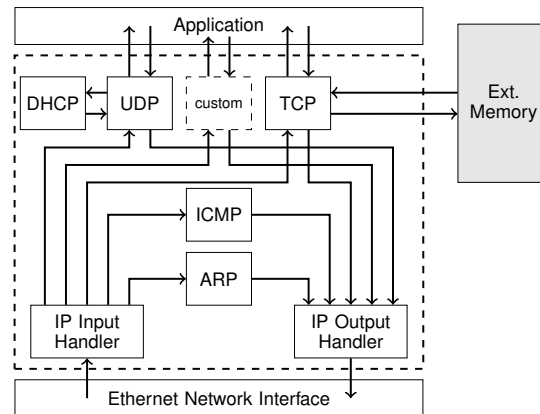 Application
DHCP
UDP
custom
TCP
Ext.
Memory
ICMP
ARP
IP Input
Handler
IP Output
Handler
Ethernet Network Interface